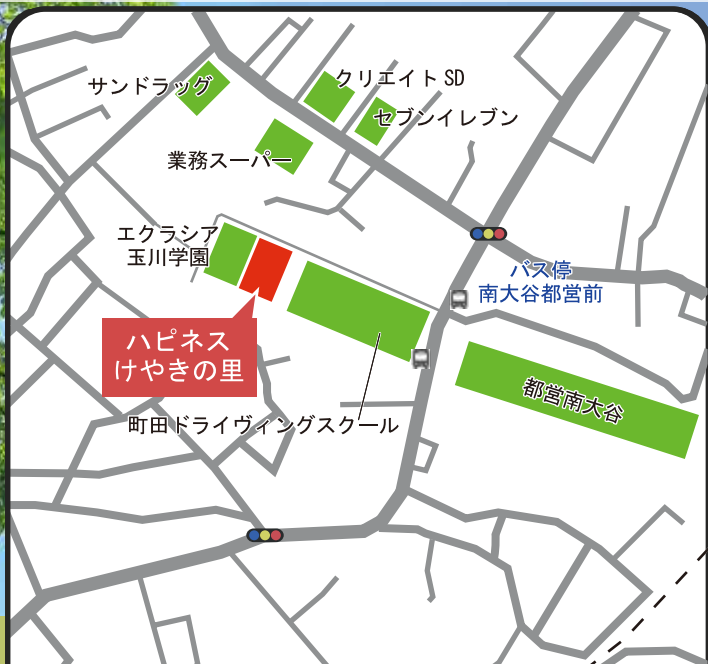 クリエイトSD
サンドラッグ
セブンイレブン
業務スーパー
エクラシア
玉川学園
バス停
南大谷都営前
ハピネス
けやきの里
都営南大谷
町田ドライヴィングスクール